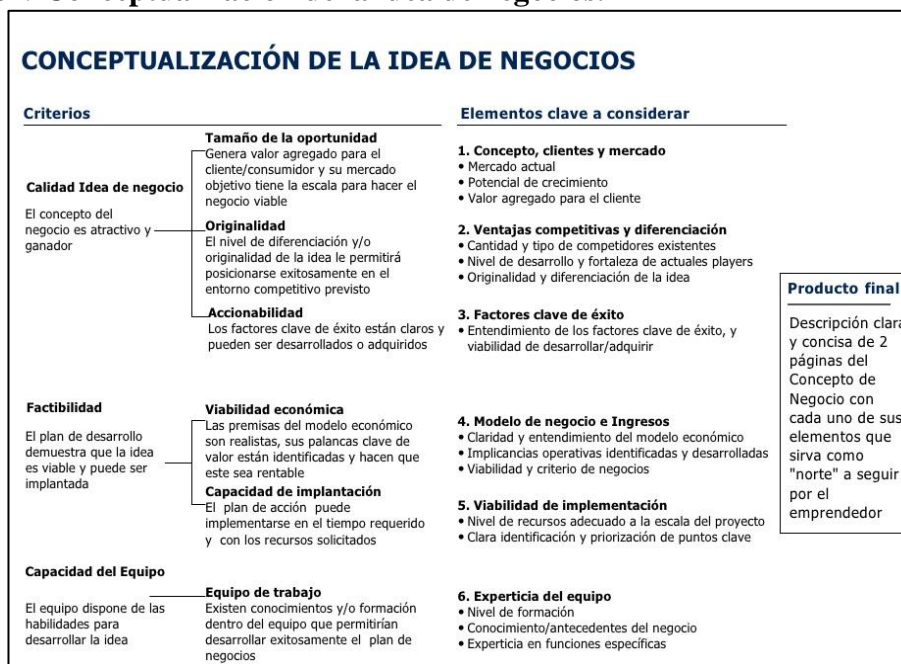 CONCEPTUALIZACIÓN DE LA IDEA DE NEGOCIOS
Criterios
Calidad Idea de negocio
El concepto del
negocio es atractivo y
ganador
Tamaño de la oportunidad
Genera valor agregado para el
cliente/consumidor y su mercado
objetivo tiene la escala para hacer el
negocio viable
Originalidad
El nivel de diferenciación y/o
originalidad de la idea le permitirá
posicionarse exitosamente en el
entorno competitivo previsto
Accionabilidad
Los factores clave de éxito están claros y
pueden ser desarrollados o adquiridos
Factibilidad
El plan de desarrollo
demuestra que la idea
es viable y puede ser
implantada
Viabilidad económica
Las premisas del modelo económico
son realistas, sus palancas clave de
valor están identificadas y hacen que
este sea rentable
Capacidad de implantación
El plan de acción puede
implementarse en el tiempo requerido
y con los recursos solicitados
Capacidad del Equipo
El equipo dispone de las
habilidades para
desarrollar la idea
Equipo de trabajo
Existen conocimientos y/o formación
dentro del equipo que permitirían
desarrollar exitosamente el plan de
negocios
Elementos clave a considerar
1. Concepto, clientes y mercado
• Mercado actual
• Potencial de crecimiento
• Valor agregado para el cliente
2. Ventajas competitivas y diferenciación
• Cantidad y tipo de competidores existentes
• Nivel de desarrollo y fortaleza de actuales players
• Originalidad y diferenciación de la idea
3. Factores clave de éxito
• Entendimiento de los factores clave de éxito, y
viabilidad de desarrollar/adquirir
4. Modelo de negocio e Ingresos
• Claridad y entendimiento del modelo económico
• Implicancias operativas identificadas y desarrolladas
• Viabilidad y criterio de negocios
5. Viabilidad de implementación
• Nivel de recursos adecuado a la escala del proyecto
• Clara identificación y priorización de puntos clave
6. Experticia del equipo
• Nivel de formación
• Conocimiento/antecedentes del negocio
• Experticia en funciones específicas
Producto final
Descripción clara
y concisa de 2
páginas del
Concepto de
Negocio con
cada uno de sus
elementos que
sirva como
"norte" a seguir
por el
emprendedor